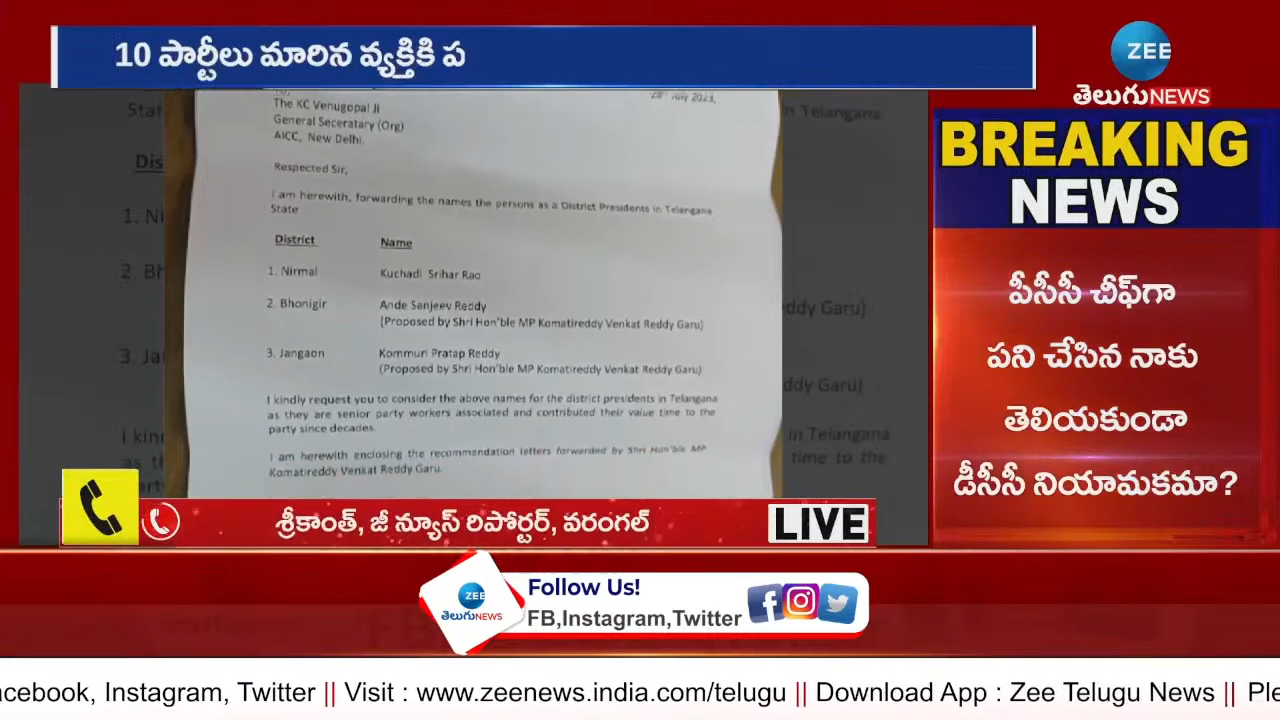 10 పార్టీలు మారిన వ్యక్తికి ప
ZEE
తెలుగు NEWS
BREAKING
NEWS
పీసీసీ చీఫ్‌గా
పని చేసిన నాకు
తెలియకుండా
డీసీసీ నియామకమా?
28 July 2023,
The KC Venugopal Ji
General Seceratary (Org)
AICC, New Delhi.
Respected Sir,
I am herewith, forwarding the names the persons as a District Presidents in Telangana
State
District Name
1. Nirmal Kuchadi Srihar Rao
2. Bhonigir Ande Sanjeev Reddy
(Proposed by Shri Hon'ble MP Komatireddy Venkat Reddy Garu)
3. Jangaon Kommuri Pratap Reddy
(Proposed by Shri Hon'ble MP Komatireddy Venkat Reddy Garu)
I kindly request you to consider the above names for the district presidents in Telangana
as they are senior party workers associated and contributed their value time to the
party since decades.
I am herewith enclosing the recommendation letters forwarded by Shri Hon'ble MP
Komatireddy Venkat Reddy Garu.
శ్రీకాంత్, జీ న్యూస్ రిపోర్టర్, వరంగల్
LIVE
ZEE
తెలుగు NEWS
Follow Us!
FB,Instagram,Twitter
acebook, Instagram, Twitter || Visit : www.zeenews.india.com/telugu || Download App : Zee Telugu News || Ple